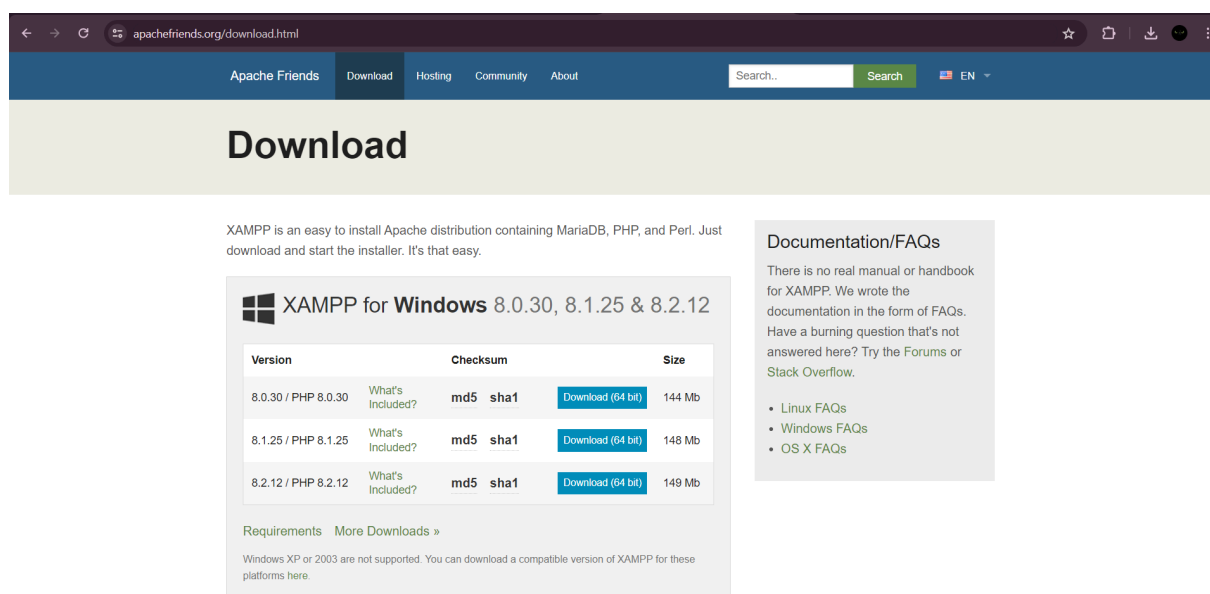 apachefriends.org/download.html
Apache Friends Download Hosting Community About Search.. Search EN
Download
XAMPP is an easy to install Apache distribution containing MariaDB, PHP, and Perl. Just
download and start the installer. It's that easy.
XAMPP for Windows 8.0.30, 8.1.25 & 8.2.12
Version Checksum Size
8.0.30 / PHP 8.0.30 What's Included? md5 sha1 Download (64 bit) 144 Mb
8.1.25 / PHP 8.1.25 What's Included? md5 sha1 Download (64 bit) 148 Mb
8.2.12 / PHP 8.2.12 What's Included? md5 sha1 Download (64 bit) 149 Mb
Requirements More Downloads »
Windows XP or 2003 are not supported. You can download a compatible version of XAMPP for these
platforms here.
Documentation/FAQs
There is no real manual or handbook
for XAMPP. We wrote the
documentation in the form of FAQs.
Have a burning question that's not
answered here? Try the Forums or
Stack Overflow.
• Linux FAQs
• Windows FAQs
• OS X FAQs